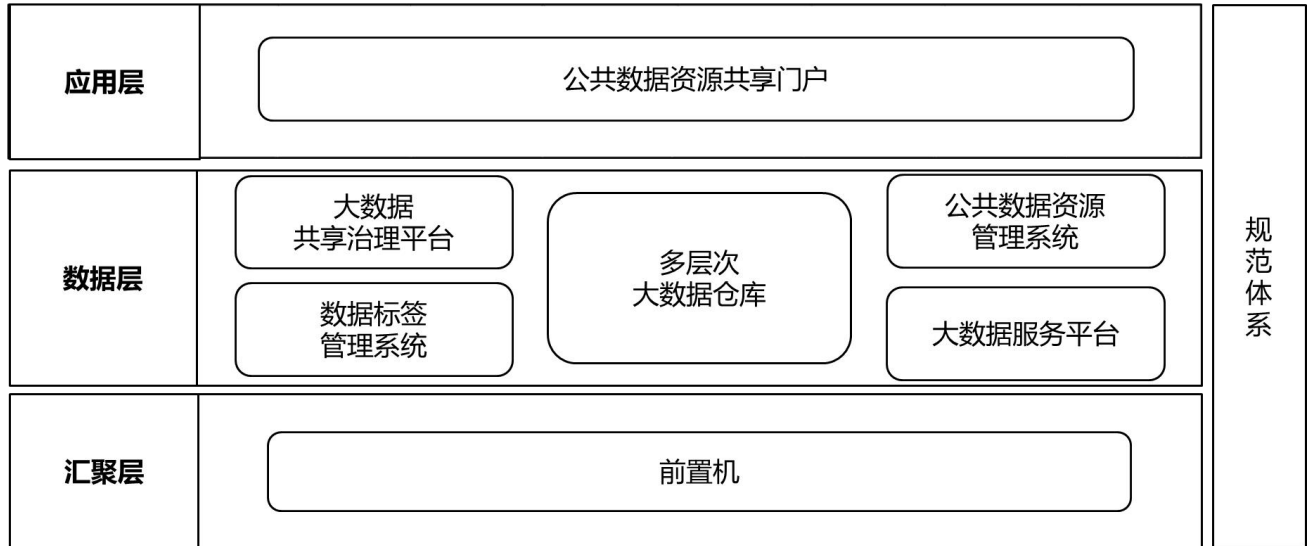 应用层
公共数据资源共享门户
数据层
大数据
共享治理平台
数据标签
管理系统
多层次
大数据仓库
公共数据资源
管理系统
大数据服务平台
汇聚层
前置机
规
范
体
系